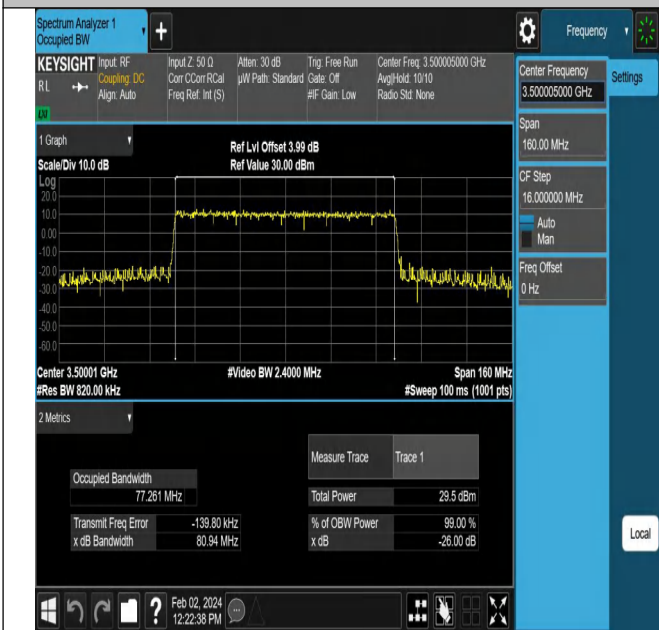 Spectrum Analyzer 1
Occupied BW
Frequency
KEYSIGHT
RL
Input: RF
Coupling: DC
Align: Auto
Input Z: 50 Ω
Corr CCorr RCal
Freq Ref: Int (S)
Atten: 30 dB
µW Path: Standard
Trig: Free Run
Gate: Off
#IF Gain: Low
Center Freq: 3.500005000 GHz
Avg|Hold: 10/10
Radio Std: None
Center Frequency
3.500005000 GHz
Settings
Span
160.00 MHz
CF Step
16.000000 MHz
Auto
Man
Freq Offset
0 Hz
Local
1 Graph
Scale/Div 10.0 dB
Ref Lvl Offset 3.99 dB
Ref Value 30.00 dBm
Log
20.0
10.0
0.00
-10.0
-20.0
-30.0
-40.0
-50.0
-60.0
Center 3.50001 GHz
#Video BW 2.4000 MHz
Span 160 MHz
#Res BW 820.00 kHz
#Sweep 100 ms (1001 pts)
2 Metrics
Measure Trace Trace 1
Occupied Bandwidth
77.261 MHz
Total Power 29.5 dBm
Transmit Freq Error -139.80 kHz
% of OBW Power 99.00 %
x dB Bandwidth 80.94 MHz
x dB -26.00 dB
?
Feb 02, 2024
12:22:38 PM